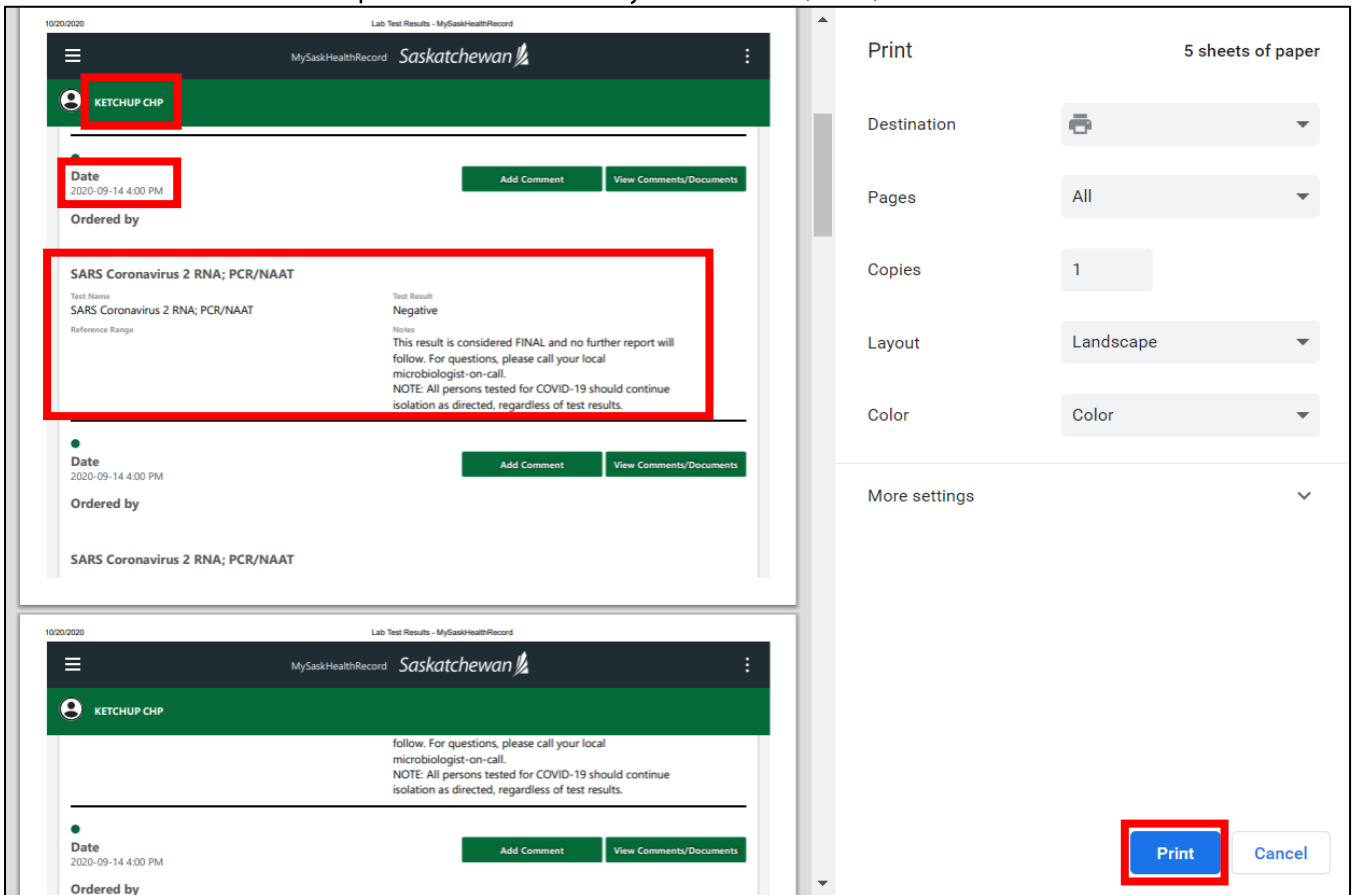 10/20/2020 Lab Test Results - MySaskHealthRecord
MySaskHealthRecord Saskatchewan
KETCHUP CHP
Date
2020-09-14 4:00 PM
Add Comment View Comments/Documents
Ordered by
SARS Coronavirus 2 RNA; PCR/NAAT
Test Name
SARS Coronavirus 2 RNA; PCR/NAAT
Reference Range
Test Result
Negative
Notes
This result is considered FINAL and no further report will
follow. For questions, please call your local
microbiologist-on-call.
NOTE: All persons tested for COVID-19 should continue
isolation as directed, regardless of test results.
Date
2020-09-14 4:00 PM
Add Comment View Comments/Documents
Ordered by
SARS Coronavirus 2 RNA; PCR/NAAT
10/20/2020 Lab Test Results - MySaskHealthRecord
MySaskHealthRecord Saskatchewan
KETCHUP CHP
follow. For questions, please call your local
microbiologist-on-call.
NOTE: All persons tested for COVID-19 should continue
isolation as directed, regardless of test results.
Date
2020-09-14 4:00 PM
Add Comment View Comments/Documents
Ordered by
Print 5 sheets of paper
Destination
Pages All
Copies 1
Layout Landscape
Color Color
More settings
Print Cancel